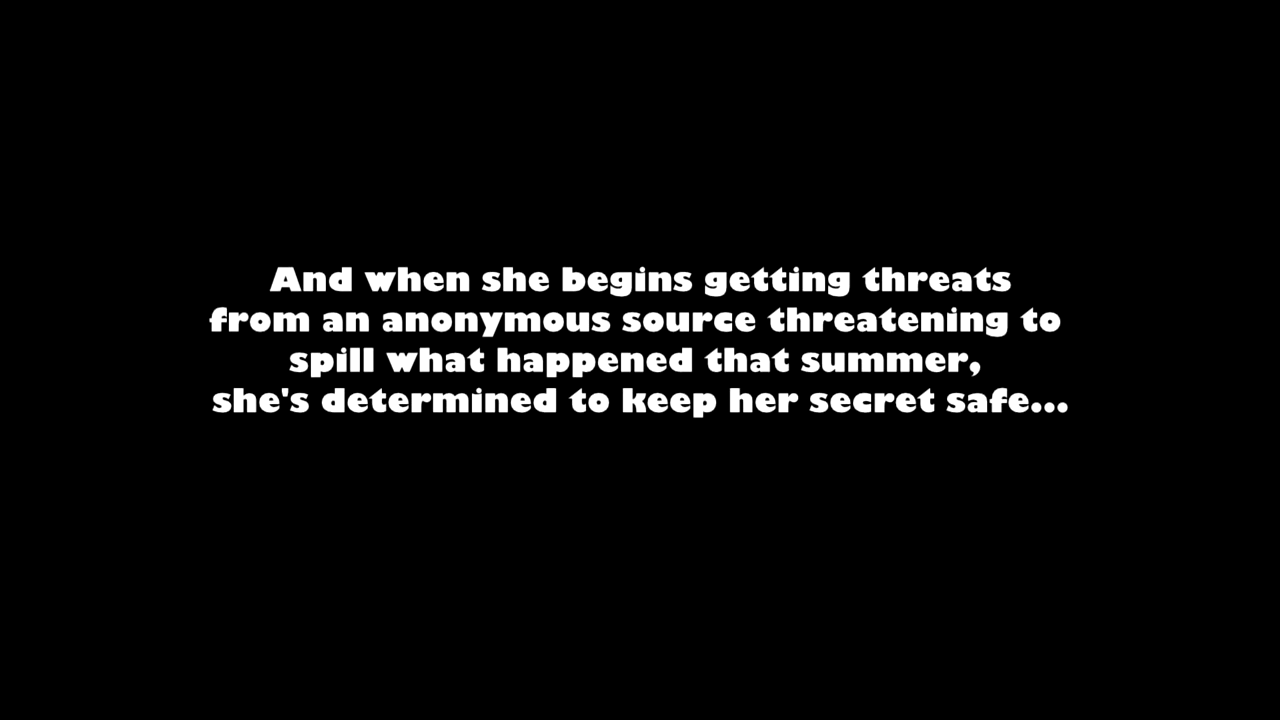 And when she begins getting threats
from an anonymous source threatening to
spill what happened that summer,
she's determined to keep her secret safe...